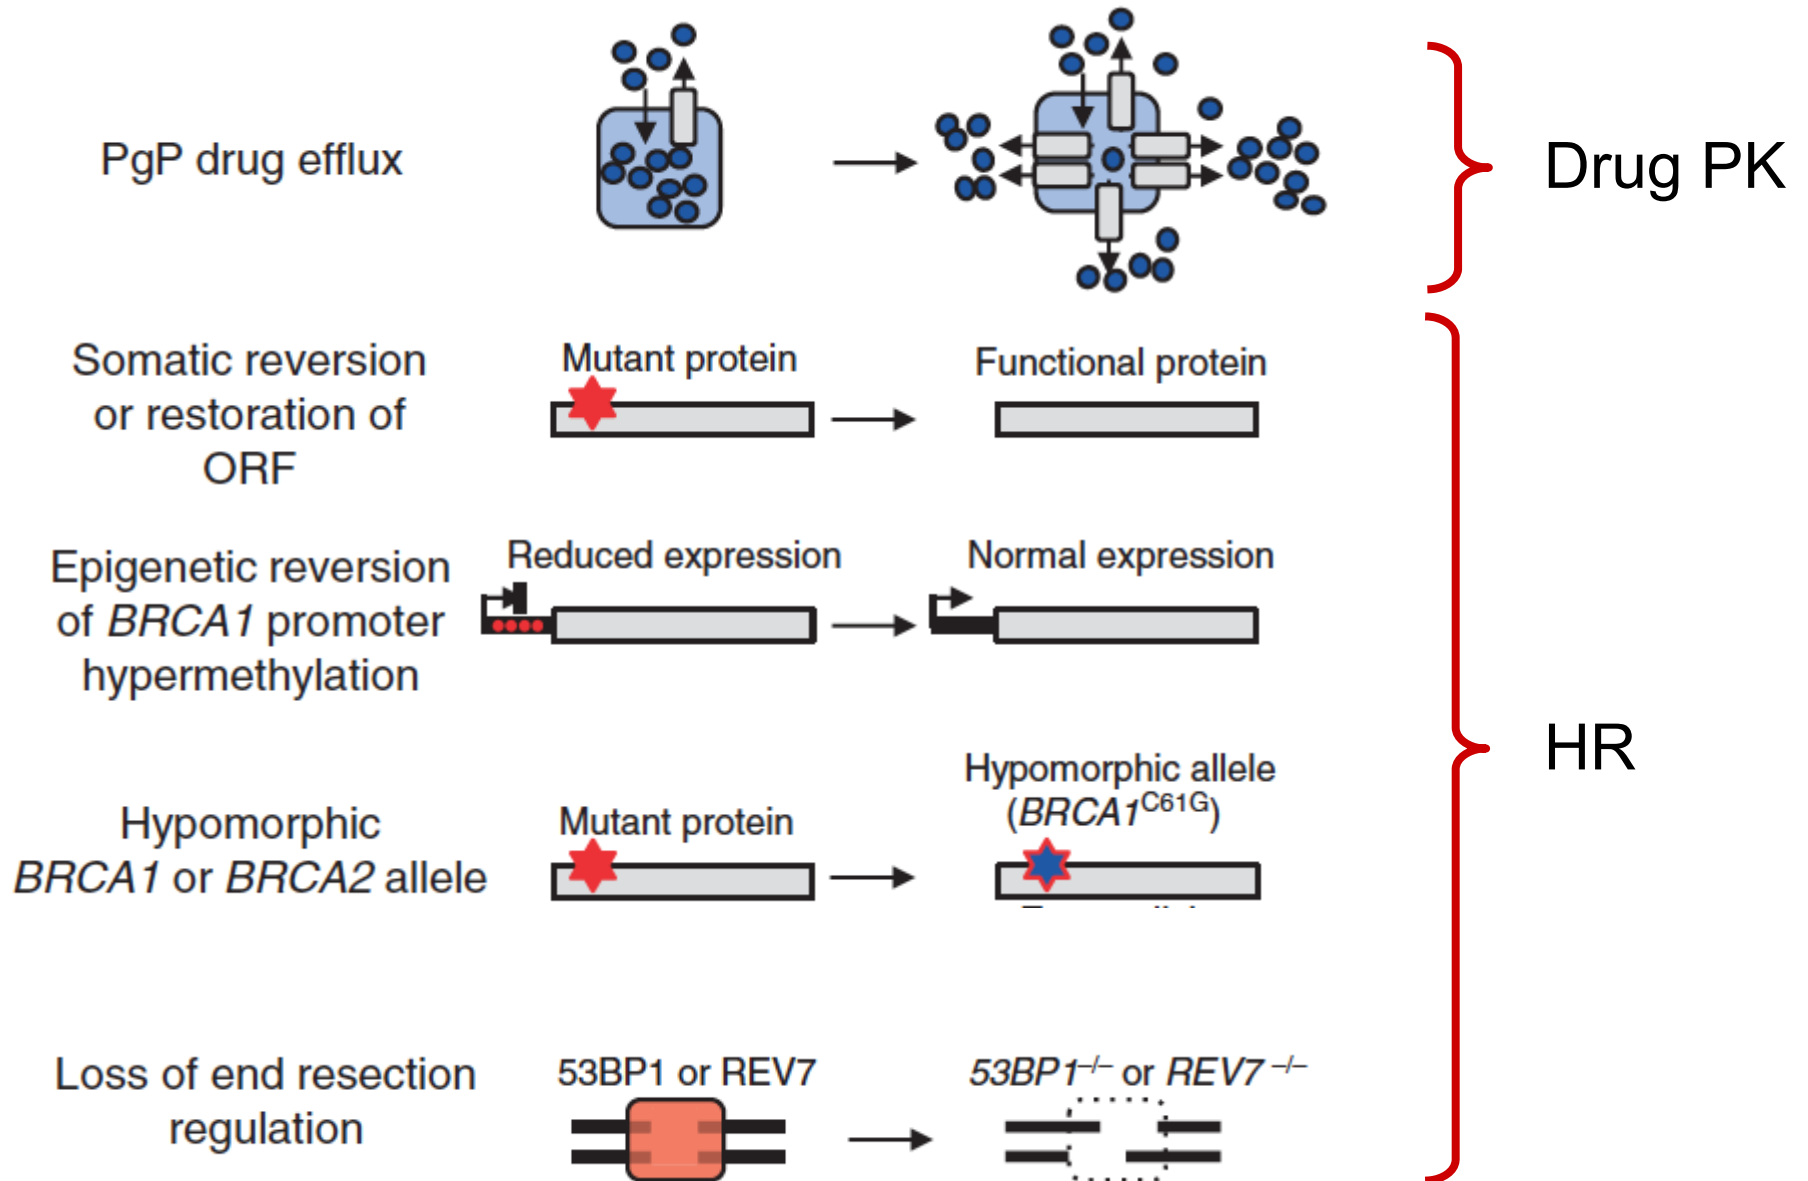 PgP drug efflux
Drug PK
Somatic reversion
or restoration of
ORF
Mutant protein
Functional protein
Epigenetic reversion
of BRCA1 promoter
hypermethylation
Reduced expression
Normal expression
HR
Hypomorphic
BRCA1 or BRCA2 allele
Mutant protein
Hypomorphic allele
(BRCA1C61G)
Loss of end resection
regulation
53BP1 or REV7
53BP1–/– or REV7 –/–